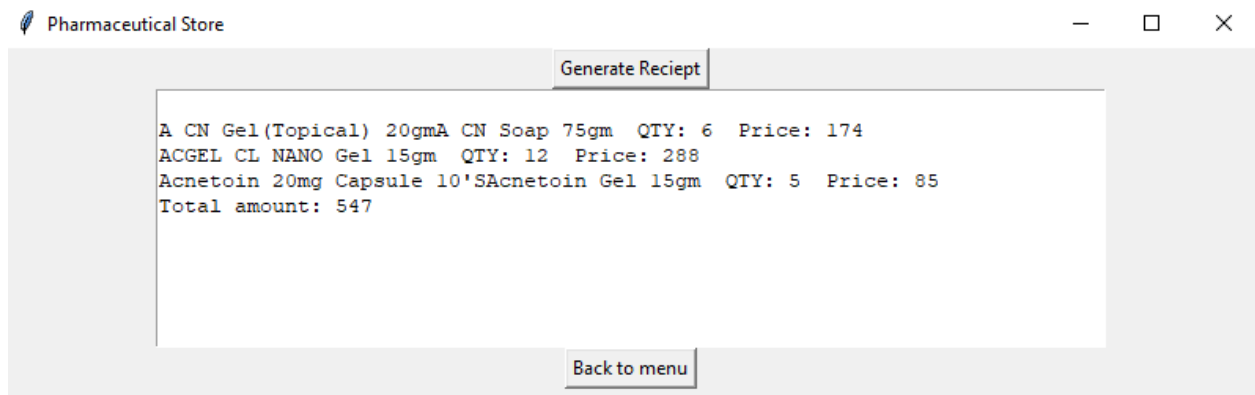 Pharmaceutical Store
Generate Reciept
A CN Gel(Topical) 20gmA CN Soap 75gm  QTY: 6  Price: 174
ACGEL CL NANO Gel 15gm  QTY: 12  Price: 288
Acnetoin 20mg Capsule 10'SAcnetoin Gel 15gm  QTY: 5  Price: 85
Total amount: 547
Back to menu